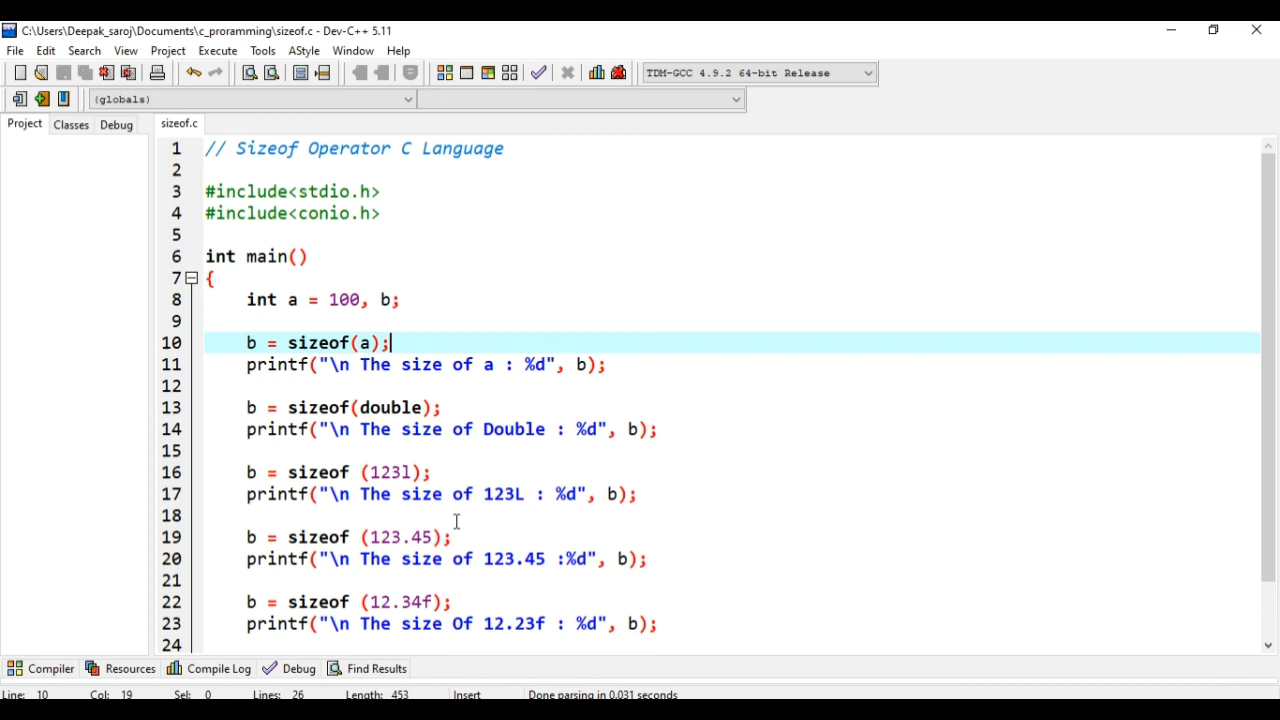 C:\Users\Deepak_saroj\Documents\c_proramming\sizeof.c - Dev-C++ 5.11
File Edit Search View Project Execute Tools AStyle Window Help
TDM-GCC 4.9.2 64-bit Release
(globals)
Project Classes Debug sizeof.c
1 // Sizeof Operator C Language
2
3 #include<stdio.h>
4 #include<conio.h>
5
6 int main()
7 {
8 int a = 100, b;
9
10 b = sizeof(a);
11 printf("\n The size of a : %d", b);
12
13 b = sizeof(double);
14 printf("\n The size of Double : %d", b);
15
16 b = sizeof (123l);
17 printf("\n The size of 123L : %d", b);
18
19 b = sizeof (123.45);
20 printf("\n The size of 123.45 :%d", b);
21
22 b = sizeof (12.34f);
23 printf("\n The size Of 12.23f : %d", b);
24
Compiler Resources Compile Log Debug Find Results
Line: 10 Col: 19 Sel: 0 Lines: 26 Length: 453 Insert Done parsing in 0.031 seconds